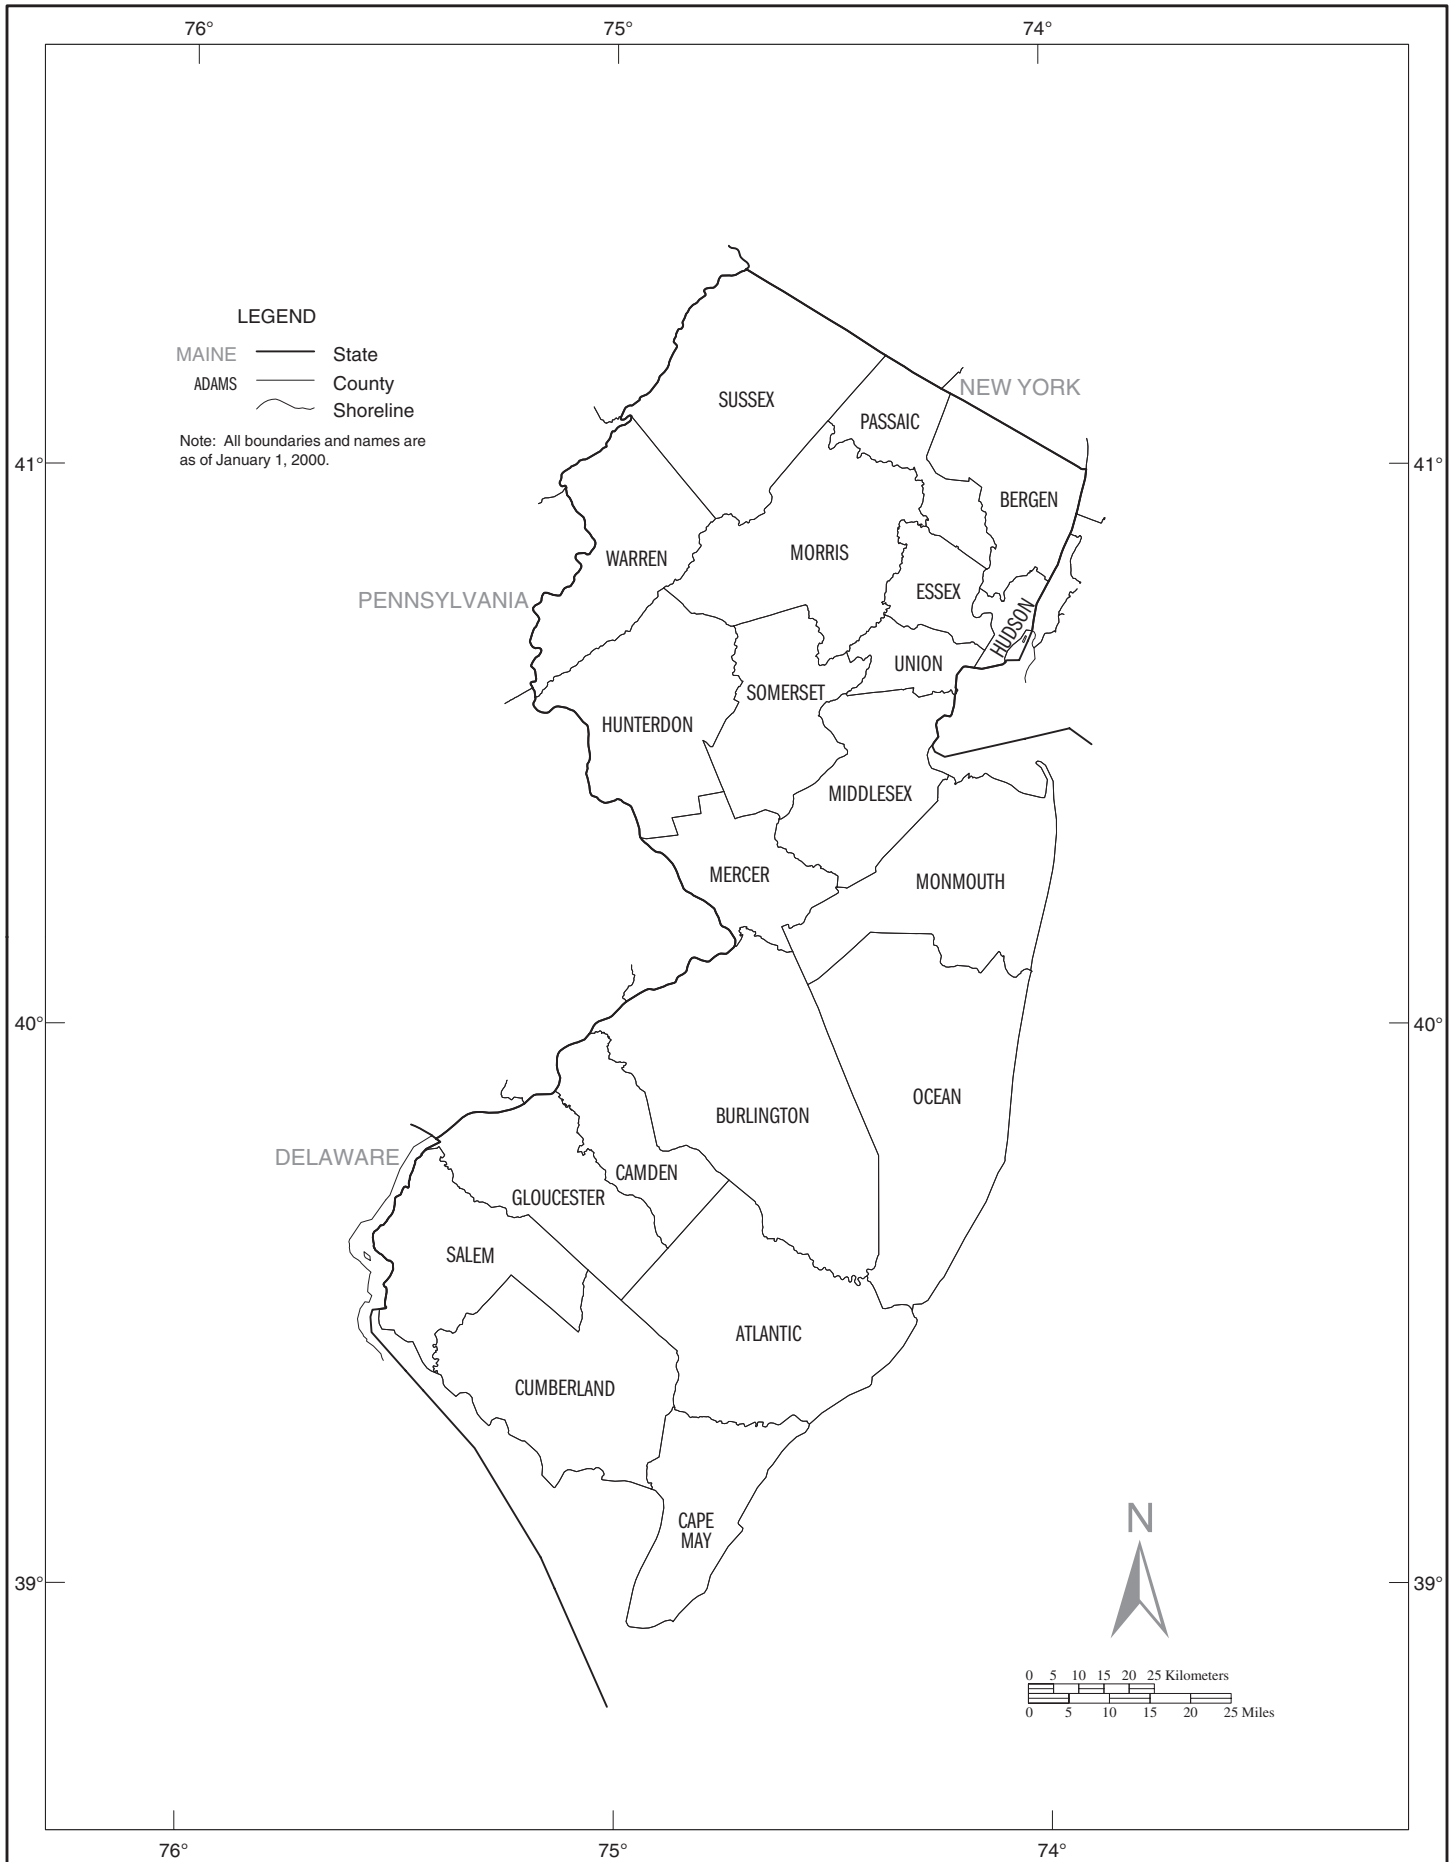 76° 75° 74°
LEGEND
MAINE State
ADAMS County
Shoreline
Note: All boundaries and names are
as of January 1, 2000.
NEW YORK
SUSSEX
PASSAIC
41° 41°
BERGEN
MORRIS
WARREN
ESSEX
PENNSYLVANIA
HUDSON
UNION
SOMERSET
HUNTERDON
MIDDLESEX
MERCER
MONMOUTH
40° 40°
OCEAN
BURLINGTON
DELAWARE
CAMDEN
GLOUCESTER
SALEM
ATLANTIC
CUMBERLAND
CAPE
MAY
N
39° 39°
0 5 10 15 20 25 Kilometers
0 5 10 15 20 25 Miles
76° 75° 74°